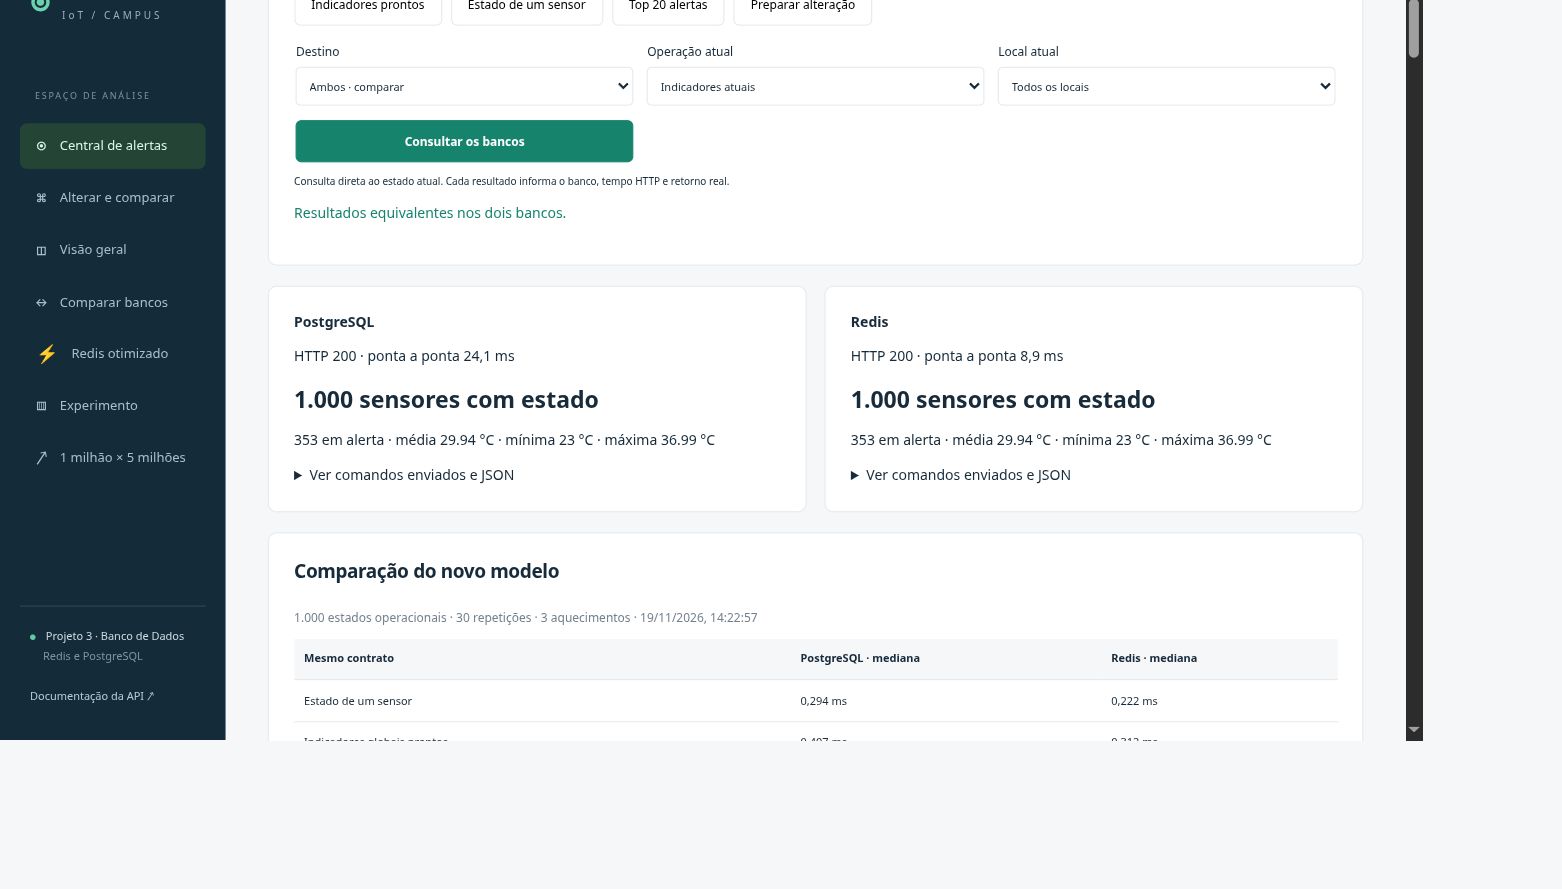 IoT / CAMPUS
ESPAÇO DE ANÁLISE
Central de alertas
Alterar e comparar
Visão geral
Comparar bancos
Redis otimizado
Experimento
1 milhão × 5 milhões
Projeto 3 · Banco de Dados
Redis e PostgreSQL
Documentação da API ↗
Indicadores prontos
Estado de um sensor
Top 20 alertas
Preparar alteração
Destino
Operação atual
Local atual
Ambos · comparar
Indicadores atuais
Todos os locais
Consultar os bancos
Consulta direta ao estado atual. Cada resultado informa o banco, tempo HTTP e retorno real.
Resultados equivalentes nos dois bancos.
PostgreSQL
HTTP 200 · ponta a ponta 24,1 ms
1.000 sensores com estado
353 em alerta · média 29.94 °C · mínima 23 °C · máxima 36.99 °C
▶ Ver comandos enviados e JSON
Redis
HTTP 200 · ponta a ponta 8,9 ms
1.000 sensores com estado
353 em alerta · média 29.94 °C · mínima 23 °C · máxima 36.99 °C
▶ Ver comandos enviados e JSON
Comparação do novo modelo
1.000 estados operacionais · 30 repetições · 3 aquecimentos · 19/11/2026, 14:22:57
Mesmo contrato
PostgreSQL · mediana
Redis · mediana
Estado de um sensor
0,294 ms
0,222 ms